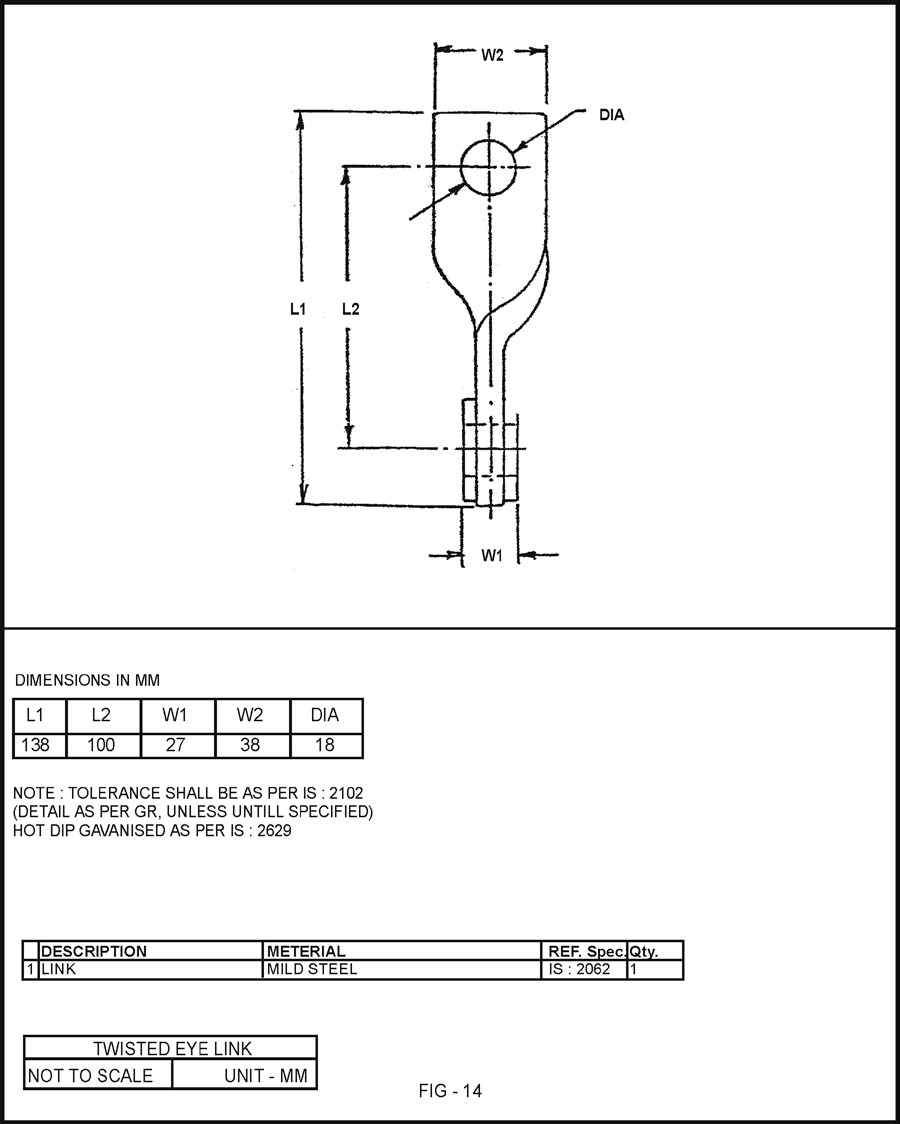 W2
DIA
L1 L2
W1
DIMENSIONS IN MM
L1 L2 W1 W2 DIA
138 100 27 38 18
NOTE : TOLERANCE SHALL BE AS PER IS : 2102
(DETAIL AS PER GR, UNLESS UNTILL SPECIFIED)
HOT DIP GAVANISED AS PER IS : 2629
DESCRIPTION METERIAL REF. Spec. Qty.
1 LINK MILD STEEL IS : 2062 1
TWISTED EYE LINK
NOT TO SCALE UNIT - MM
FIG - 14